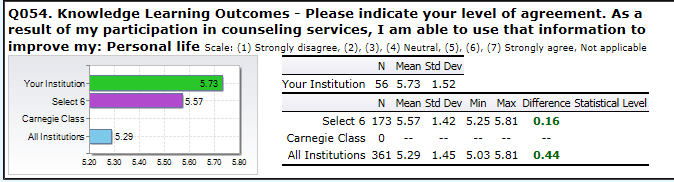 Q054. Knowledge Learning Outcomes - Please indicate your level of agreement. As a
result of my participation in counseling services, I am able to use that information to
improve my: Personal life Scale: (1) Strongly disagree, (2), (3), (4) Neutral, (5), (6), (7) Strongly agree, Not applicable
Your Institution 5.73
Select 6 5.57
Carnegie Class
All Institutions 5.29
5.20 5.30 5.40 5.50 5.60 5.70 5.80
N Mean Std Dev
Your Institution 56 5.73 1.52
N Mean Std Dev Min Max Difference Statistical Level
Select 6 173 5.57 1.42 5.25 5.81 0.16
Carnegie Class 0 -- -- -- -- --
All Institutions 361 5.29 1.45 5.03 5.81 0.44